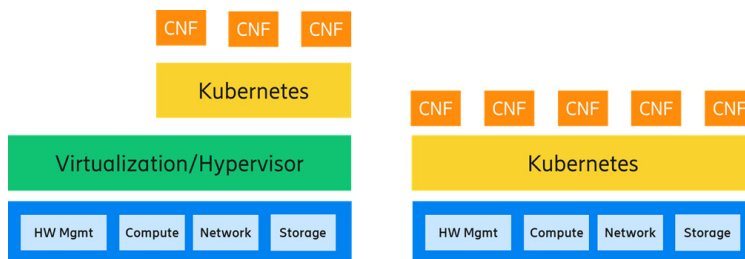 CNF CNF CNF
Kubernetes
Virtualization/Hypervisor
HW Mgmt Compute Network Storage
CNF CNF CNF CNF CNF
Kubernetes
HW Mgmt Compute Network Storage